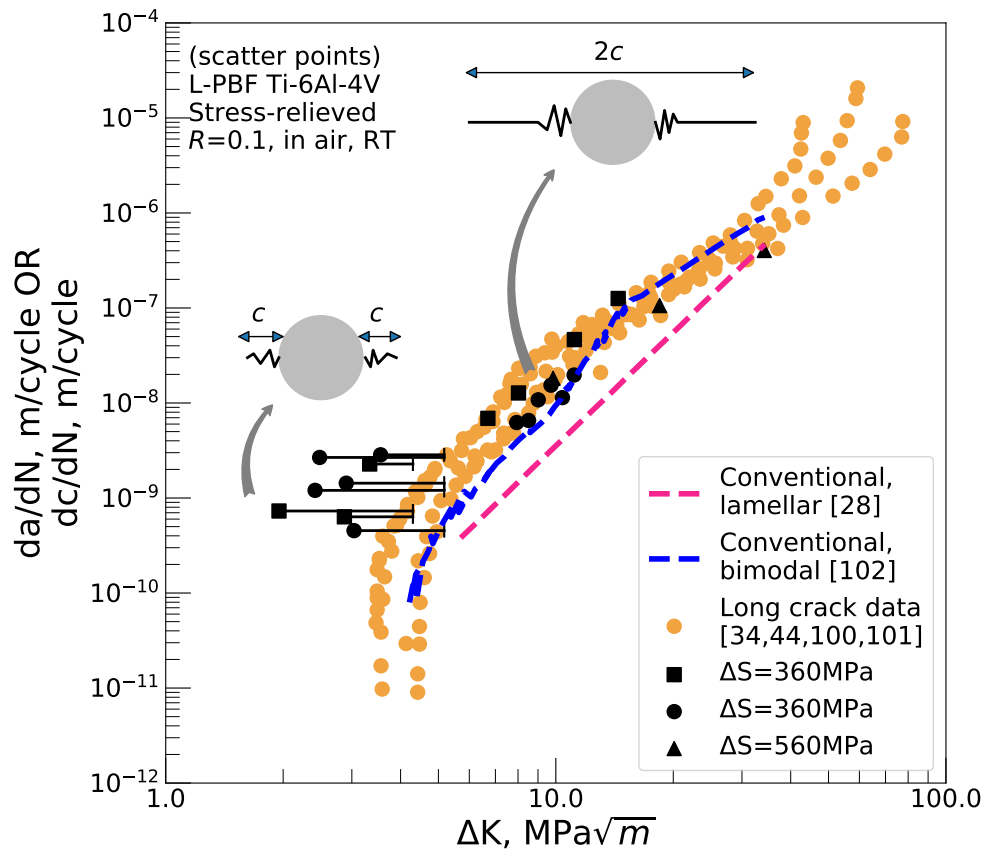 (scatter points)
L-PBF Ti-6Al-4V
Stress-relieved
R=0.1, in air, RT
2c
c
c
da/dN, m/cycle OR
dc/dN, m/cycle
10⁻⁴
10⁻⁵
10⁻⁶
10⁻⁷
10⁻⁸
10⁻⁹
10⁻¹⁰
10⁻¹¹
10⁻¹²
1.0
10.0
100.0
ΔK, MPa√m
Conventional,
lamellar [28]
Conventional,
bimodal [102]
Long crack data
[34,44,100,101]
ΔS=360MPa
ΔS=360MPa
ΔS=560MPa